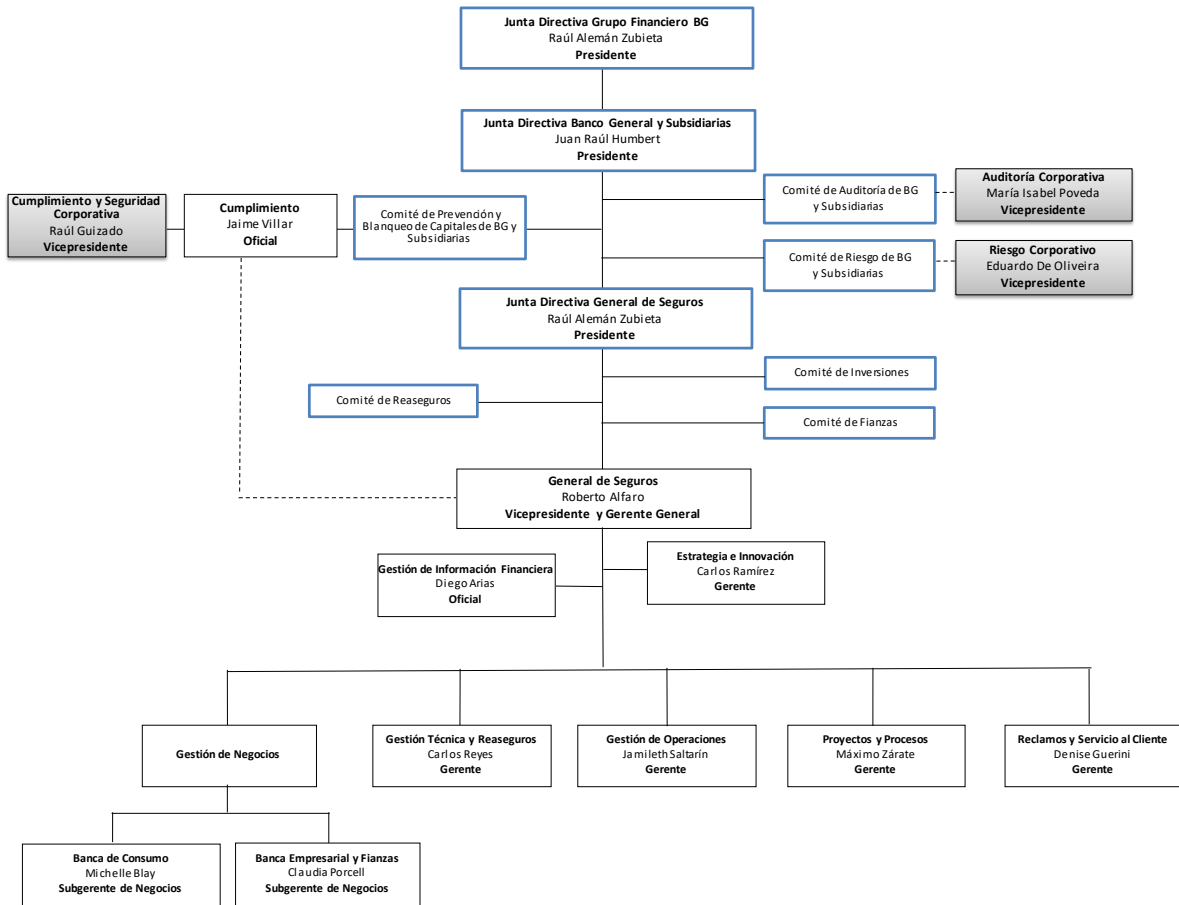 Junta Directiva Grupo Financiero BG
Raúl Alemán Zubieta
Presidente
Junta Directiva Banco General y Subsidiarias
Juan Raúl Humbert
Presidente
Cumplimiento y Seguridad
Corporativa
Raúl Guizado
Vicepresidente
Cumplimiento
Jaime Villar
Oficial
Comité de Prevención y
Blanqueo de Capitales de BG y
Subsidiarias
Comité de Auditoría de BG
y Subsidiarias
Auditoría Corporativa
María Isabel Poveda
Vicepresidente
Comité de Riesgo de BG
y Subsidiarias
Riesgo Corporativo
Eduardo De Oliveira
Vicepresidente
Junta Directiva General de Seguros
Raúl Alemán Zubieta
Presidente
Comité de Inversiones
Comité de Reaseguros
Comité de Fianzas
General de Seguros
Roberto Alfaro
Vicepresidente y Gerente General
Gestión de Información Financiera
Diego Arias
Oficial
Estrategia e Innovación
Carlos Ramírez
Gerente
Gestión de Negocios
Gestión Técnica y Reaseguros
Carlos Reyes
Gerente
Gestión de Operaciones
Jamileth Saltarín
Gerente
Proyectos y Procesos
Máximo Zárate
Gerente
Reclamos y Servicio al Cliente
Denise Guerini
Gerente
Banca de Consumo
Michelle Blay
Subgerente de Negocios
Banca Empresarial y Fianzas
Claudia Porcell
Subgerente de Negocios